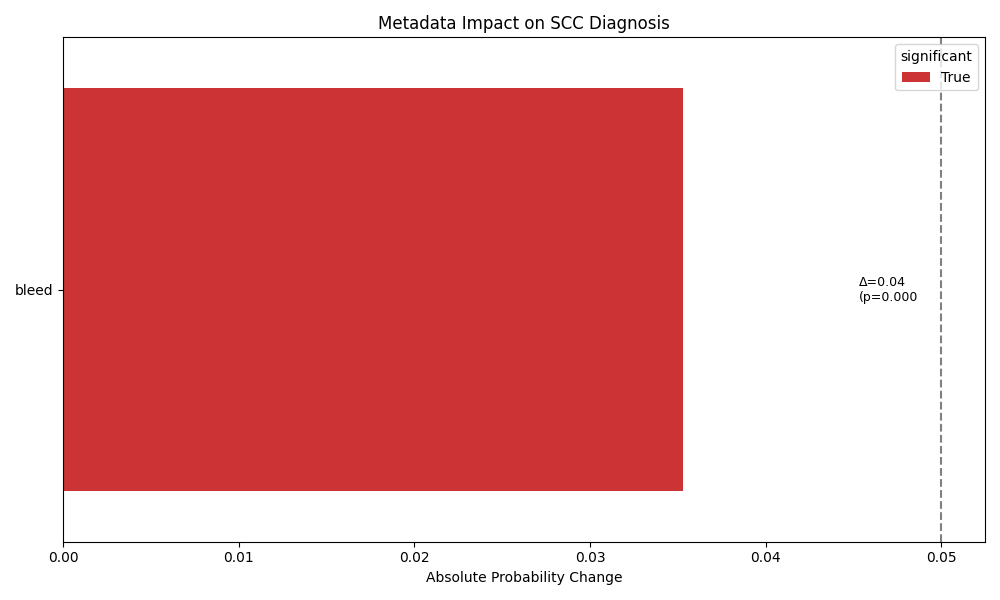 Metadata Impact on SCC Diagnosis
significant
True
bleed
Δ=0.04
(p=0.000
0.00 0.01 0.02 0.03 0.04 0.05
Absolute Probability Change